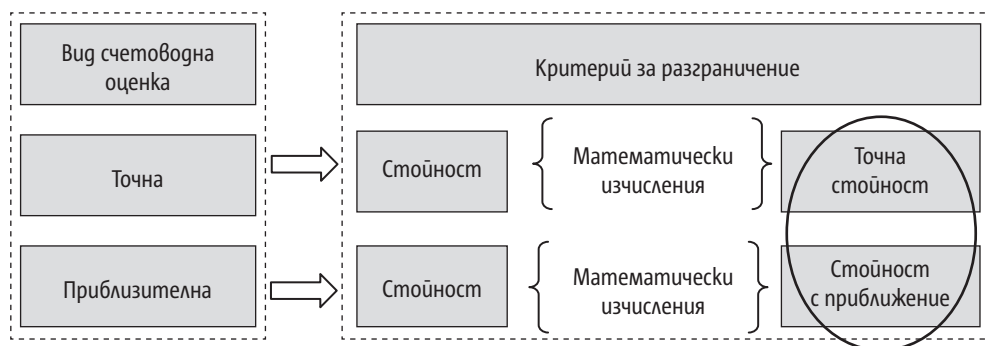 Вид счетоводна
оценка
Критерий за разграничение
Точна
Стойност
Математически
изчисления
Точна
стойност
Приблизителна
Стойност
Математически
изчисления
Стойност
с приближение